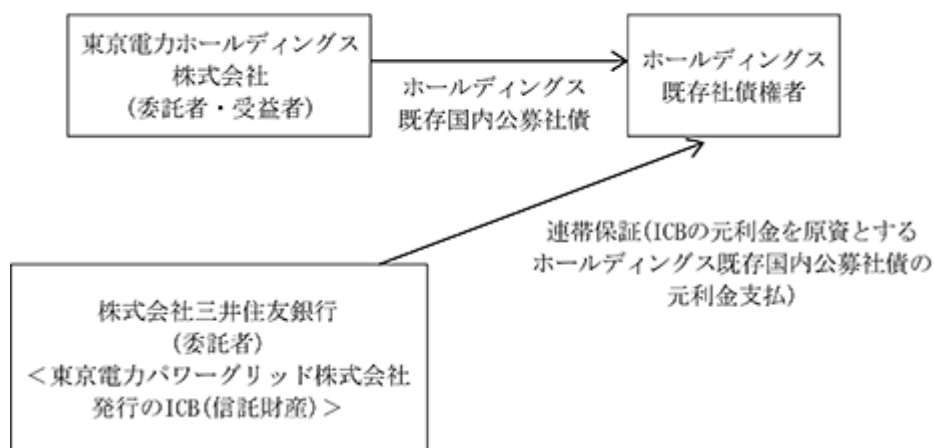 東京電力ホールディングス
株式会社
(委託者・受益者)
ホールディングス
既存国内公募社債
ホールディングス
既存社債権者
連帯保証(ICBの元利金を原資とする
ホールディングス既存国内公募社債の
元利金支払)
株式会社三井住友銀行
(委託者)
＜東京電力パワーグリッド株式会社
発行のICB(信託財産)＞